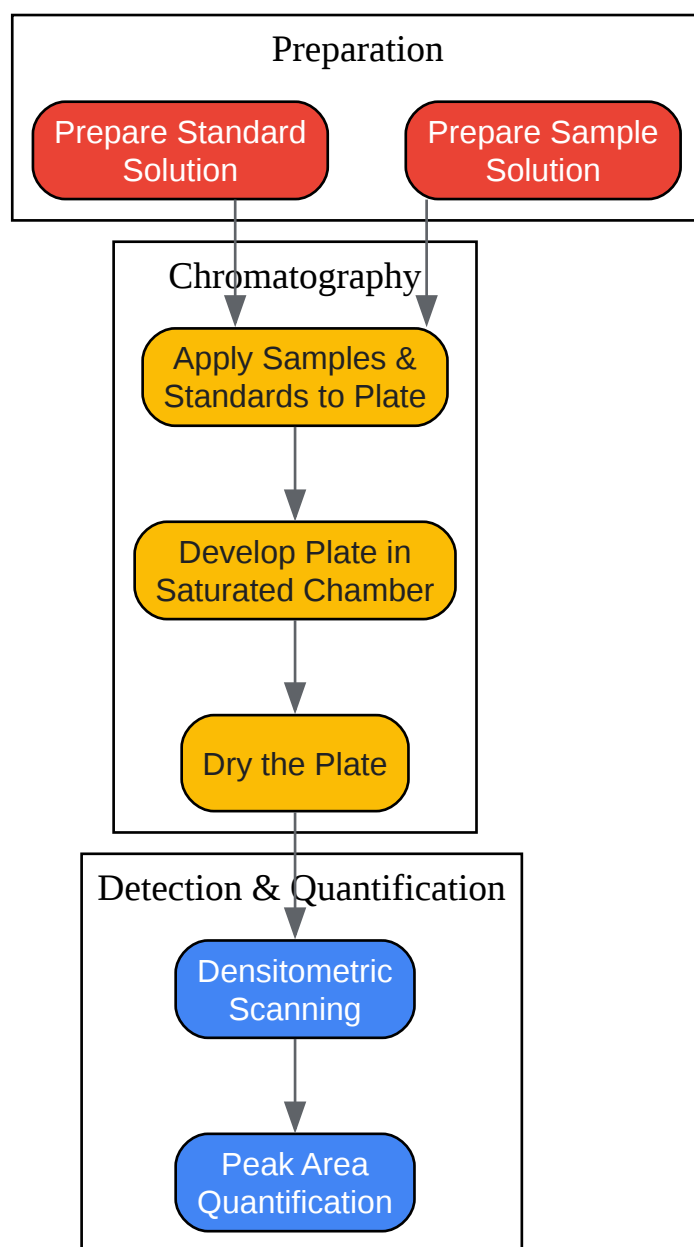 Preparation
Prepare Standard
Solution
Prepare Sample
Solution
Chromatography
Apply Samples &
Standards to Plate
Develop Plate in
Saturated Chamber
Dry the Plate
Detection & Quantification
Densitometric
Scanning
Peak Area
Quantification